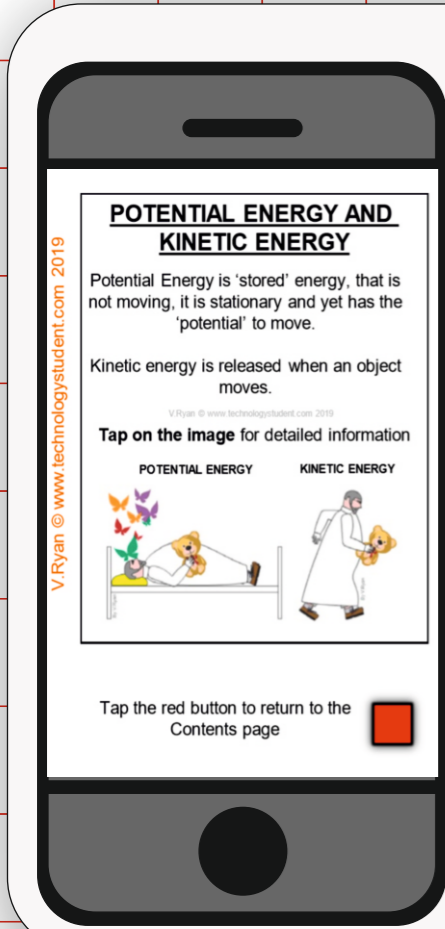 POTENTIAL ENERGY AND
KINETIC ENERGY
Potential Energy is ‘stored’ energy, that is
not moving, it is stationary and yet has the
‘potential’ to move.
Kinetic energy is released when an object
moves.
V.Ryan © www.technologystudent.com 2019
Tap on the image for detailed information
POTENTIAL ENERGY
KINETIC ENERGY
Tap the red button to return to the
Contents page
V.Ryan © www.technologystudent.com 2019